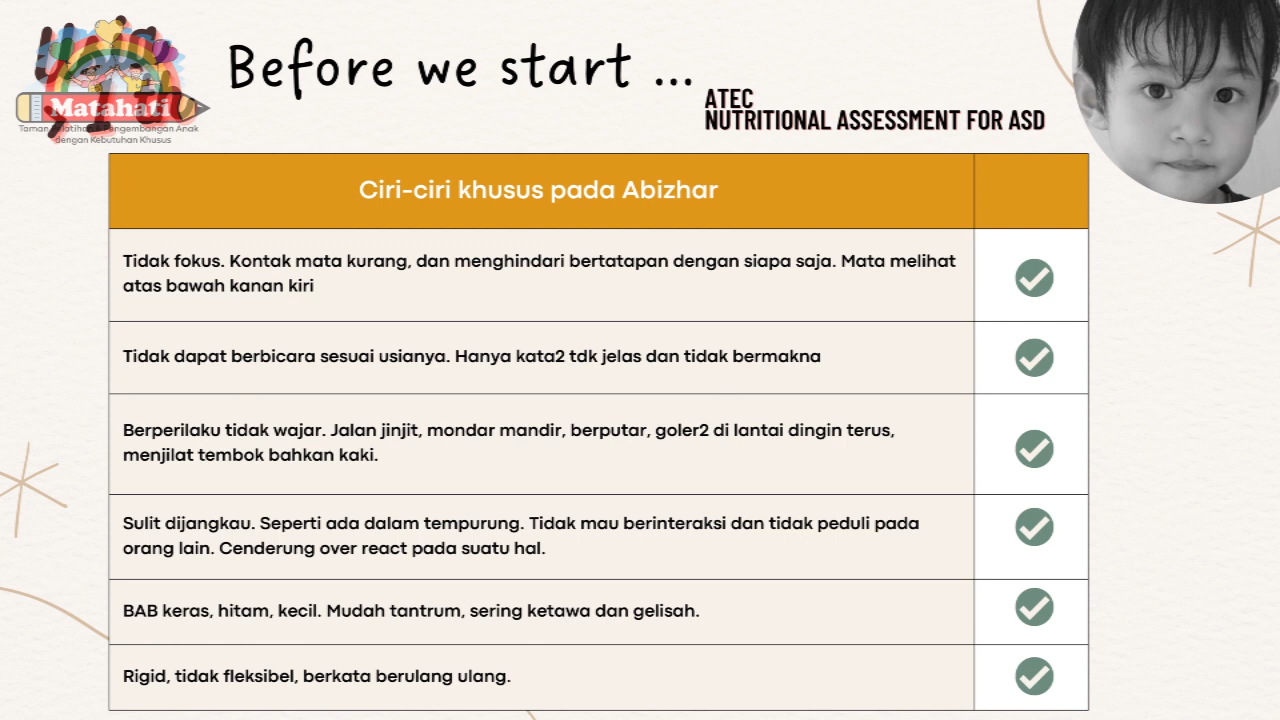 Before we start ...
ATEC
NUTRITIONAL ASSESSMENT FOR ASD
Matahati
Taman Pengembangan Anak
dengan Kebutuhan Khusus
Ciri-ciri khusus pada Abizhar
Tidak fokus. Kontak mata kurang, dan menghindari bertatapan dengan siapa saja. Mata melihat
atas bawah kanan kiri
Tidak dapat berbicara sesuai usianya. Hanya kata2 tdk jelas dan tidak bermakna
Berperilaku tidak wajar. Jalan jinjit, mondar mandir, berputar, goler2 di lantai dingin terus,
menjilat tembok bahkan kaki.
Sulit dijangkau. Seperti ada dalam tempurung. Tidak mau berinteraksi dan tidak peduli pada
orang lain. Cenderung over react pada suatu hal.
BAB keras, hitam, kecil. Mudah tantrum, sering ketawa dan gelisah.
Rigid, tidak fleksibel, berkata berulang ulang.